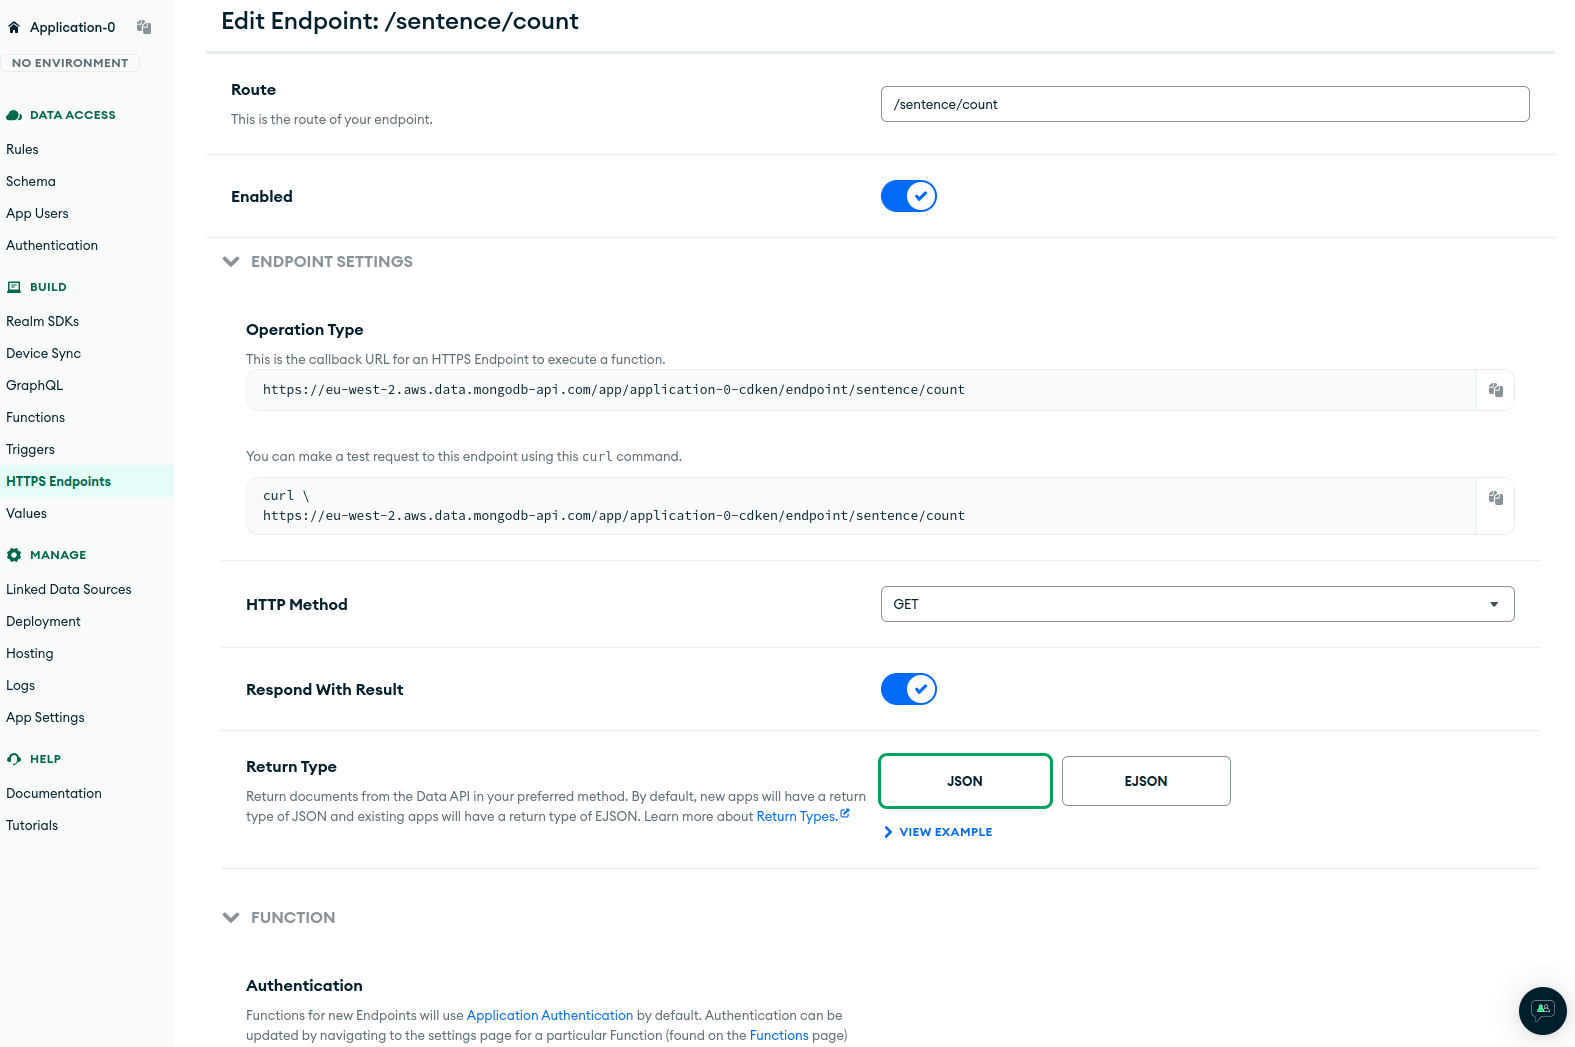 Application-0
NO ENVIRONMENT
DATA ACCESS
Rules
Schema
App Users
Authentication
BUILD
Realm SDKs
Device Sync
GraphQL
Functions
Triggers
HTTPS Endpoints
Values
MANAGE
Linked Data Sources
Deployment
Hosting
Logs
App Settings
HELP
Documentation
Tutorials
Edit Endpoint: /sentence/count
Route
This is the route of your endpoint.
/sentence/count
Enabled
ENDPOINT SETTINGS
Operation Type
This is the callback URL for an HTTPS Endpoint to execute a function.
https://eu-west-2.aws.data.mongodb-api.com/app/application-0-cdken/endpoint/sentence/count
You can make a test request to this endpoint using this curl command.
curl \
https://eu-west-2.aws.data.mongodb-api.com/app/application-0-cdken/endpoint/sentence/count
HTTP Method
GET
Respond With Result
Return Type
Return documents from the Data API in your preferred method. By default, new apps will have a return
type of JSON and existing apps will have a return type of EJSON. Learn more about Return Types.
JSON
EJSON
VIEW EXAMPLE
FUNCTION
Authentication
Functions for new Endpoints will use Application Authentication by default. Authentication can be
updated by navigating to the settings page for a particular Function (found on the Functions page)